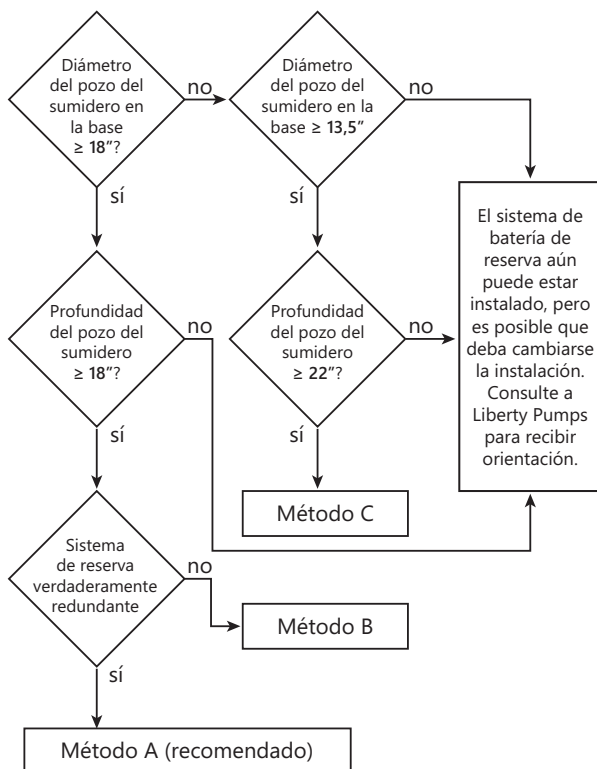 Diámetro
del pozo del
sumidero en
la base
≥ 18”?
no
sí
Diámetro
del pozo del
sumidero en la
base ≥ 13,5”
no
sí
El sistema de
batería de
reserva aún
puede estar
instalado, pero
es posible que
deba cambiarse
la instalación.
Consulte a
Liberty Pumps
para recibir
orientación.
Profundidad
del pozo del
sumidero
≥ 18”?
no
sí
Profundidad
del pozo del
sumidero
≥ 22”?
no
sí
Método C
Sistema
de reserva
verdaderamente
redundante
no
sí
Método B
Método A (recomendado)